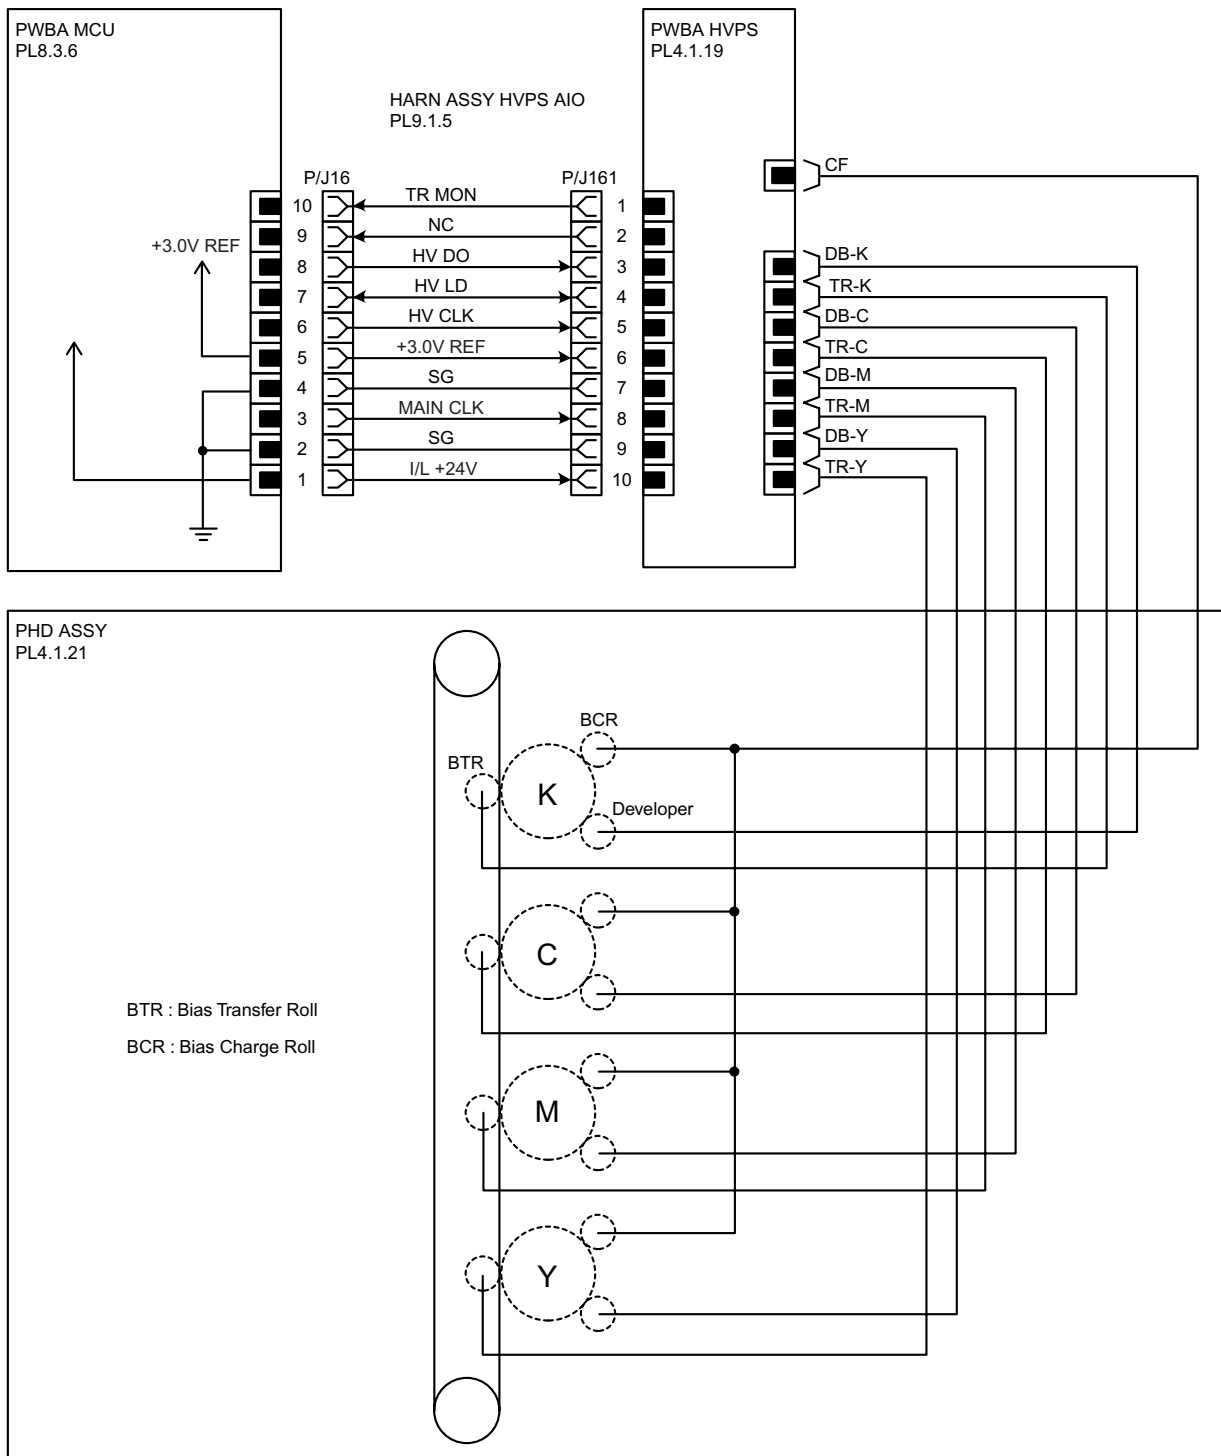 PWBA MCU
PL8.3.6
PWBA HVPS
PL4.1.19
HARN ASSY HVPS AIO
PL9.1.5
CF
P/J16
P/J161
10 TR MON 1
9 NC 2
+3.0V REF
8 HV DO 3
DB-K
7 HV LD 4
TR-K
6 HV CLK 5
DB-C
5 +3.0V REF 6
TR-C
4 SG 7
DB-M
3 MAIN CLK 8
TR-M
2 SG 9
DB-Y
1 I/L +24V 10
TR-Y
PHD ASSY
PL4.1.21
BCR
BTR
K
Developer
C
BTR : Bias Transfer Roll
BCR : Bias Charge Roll
M
Y